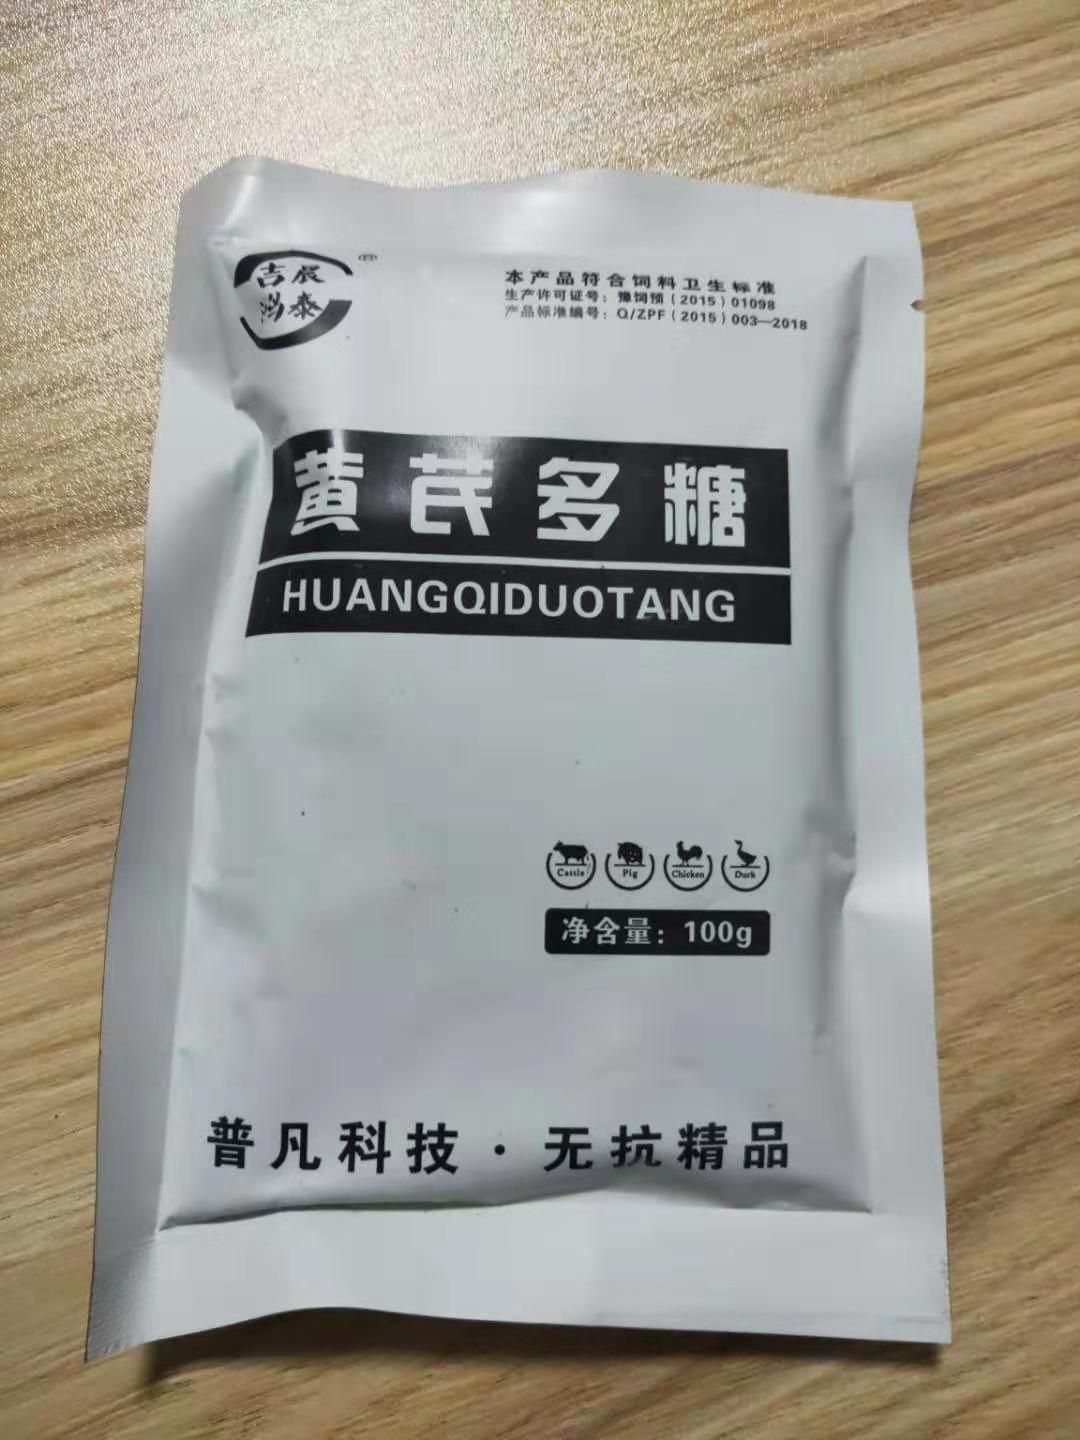 吉辰
鸿泰
®
本产品符合饲料卫生标准
生产许可证号：豫饲预（2015）01098
产品标准编号：Q/ZPF（2015）003—2018
黄芪多糖
HUANGQIDUOTANG
Cattle Pig Chicken Duck
净含量：100g
普凡科技·无抗精品